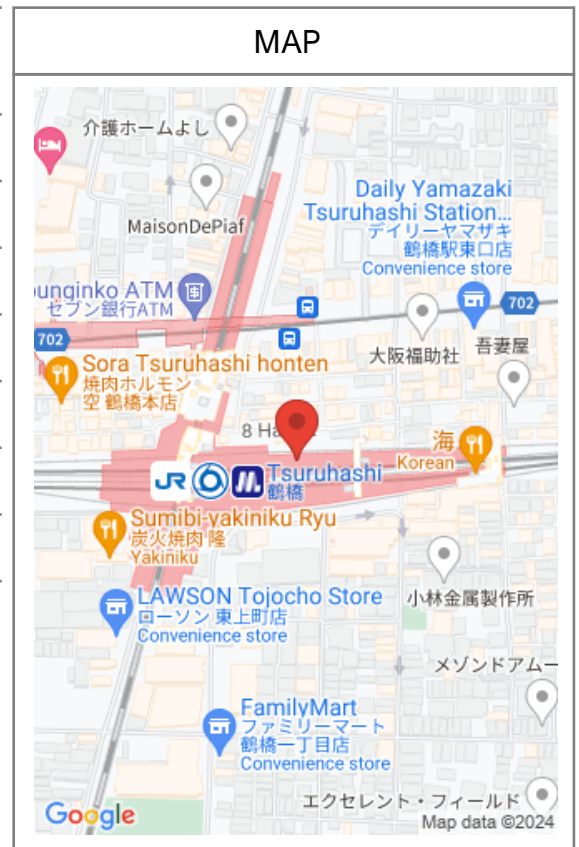 MAP
介護ホームよし
MaisonDePiaf
Daily Yamazaki
Tsuruhashi Station...
デイリーヤマザキ
鶴橋駅東口店
Convenience store
unginko ATM
セブン銀行ATM
702
702
大阪福助社
吾妻屋
Sora Tsuruhashi honten
焼肉ホルモン
空 鶴橋本店
8 Ha
海
Korean
JR
Tsuruhashi
鶴橋
Sumibi-yakiniku Ryu
炭火焼肉 隆
Yakiniku
小林金属製作所
LAWSON Tojocho Store
ローソン 東上町店
Convenience store
メゾンドアムー
FamilyMart
ファミリーマート
鶴橋一丁目店
Convenience store
エクセレント・フィールド
Google
Map data ©2024